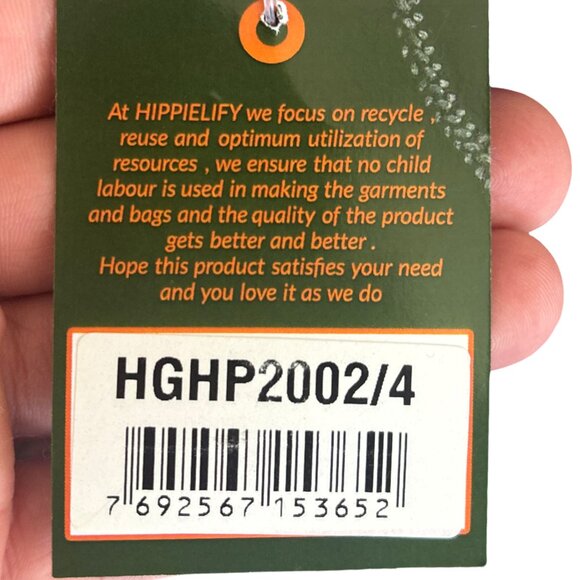 At HIPPIELIFY we focus on recycle ,
reuse and optimum utilization of
resources , we ensure that no child
labour is used in making the garments
and bags and the quality of the product
gets better and better .
Hope this product satisfies your need
and you love it as we do
HGHP2002/4
7 692567 153652